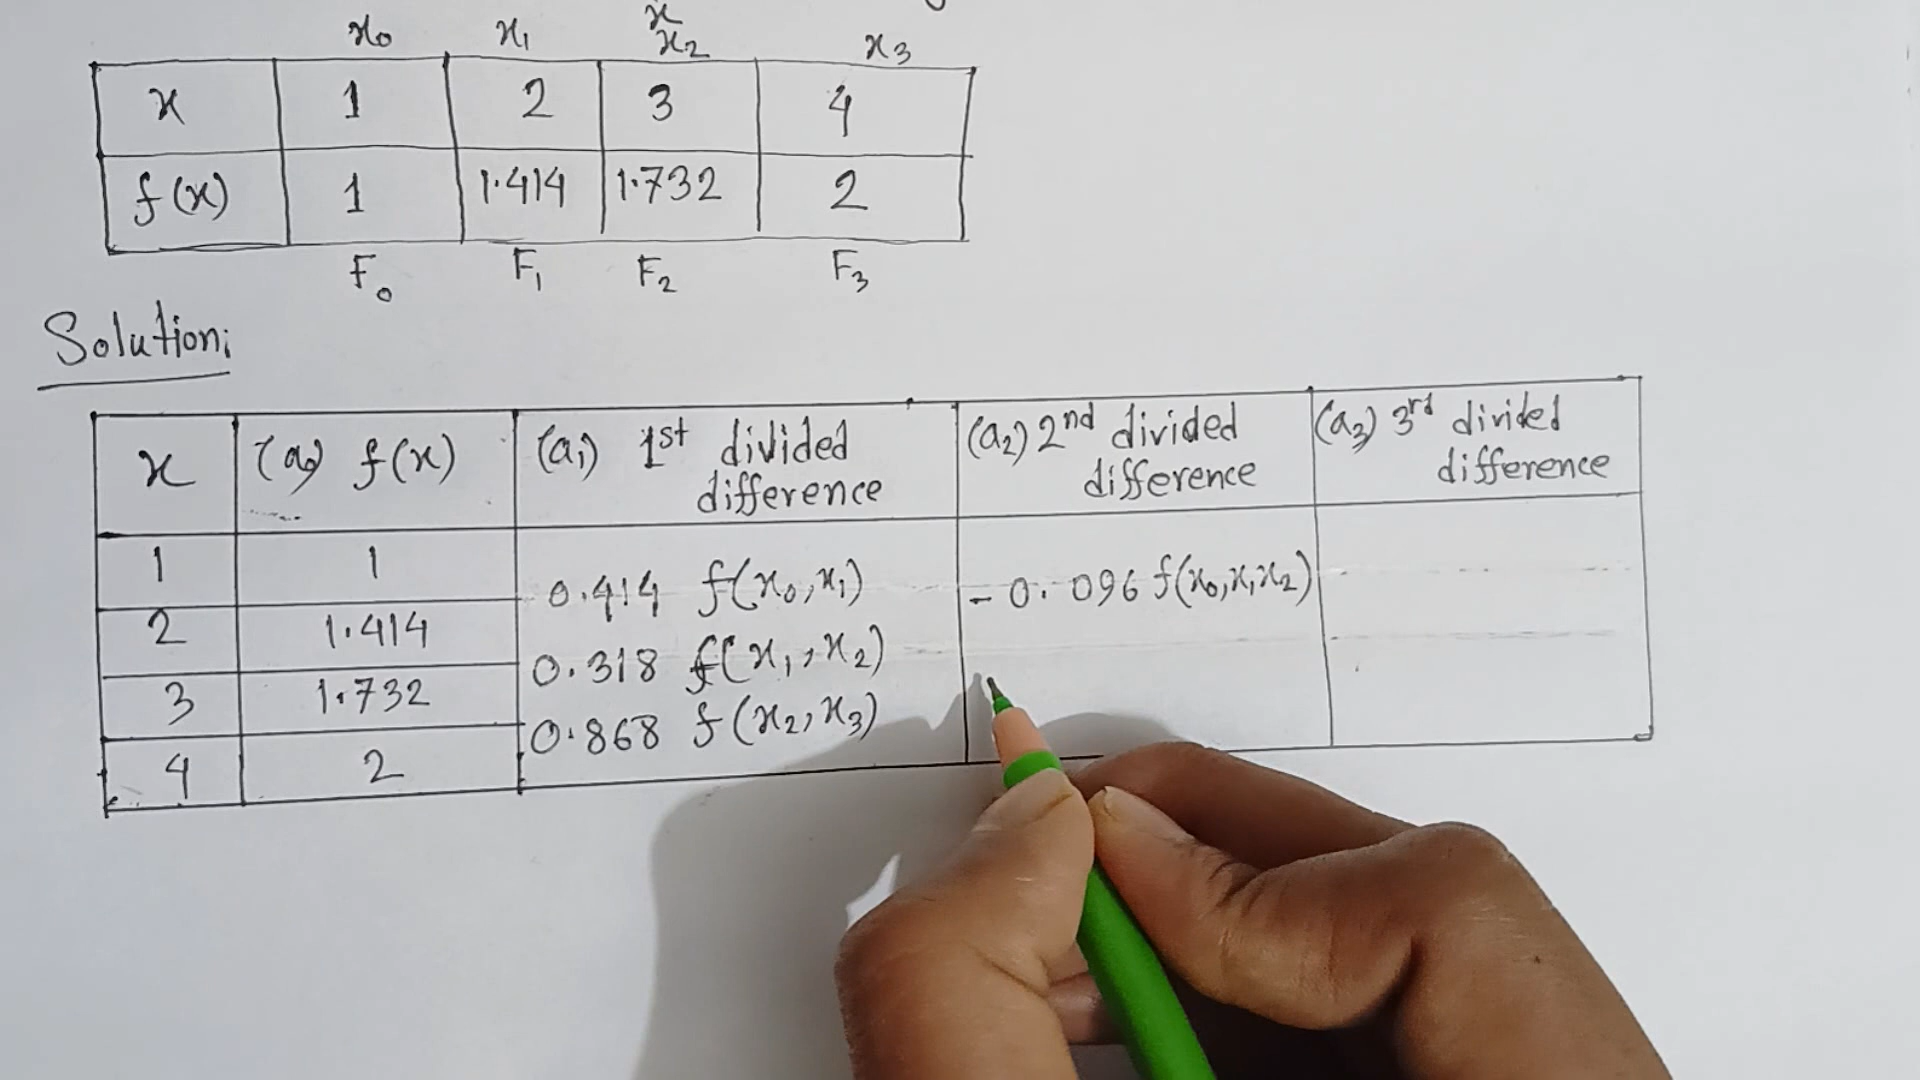 x
x₀ x₁ x₂ x₃
x 1 2 3 4
f(x) 1 1.414 1.732 2
F₀ F₁ F₂ F₃
Solution:
x (a₀) f(x) (a₁) 1st divided difference (a₂) 2nd divided difference (a₃) 3rd divided difference
1 1
0.414 f(x₀,x₁) -0.096 f(x₀,x₁x₂)
2 1.414
0.318 f(x₁,x₂)
3 1.732
0.868 f(x₂,x₃)
4 2